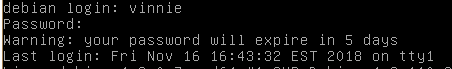 debian login: vinnie
Password:
Warning: your password will expire in 5 days
Last login: Fri Nov 16 16:43:32 EST 2018 on tty1